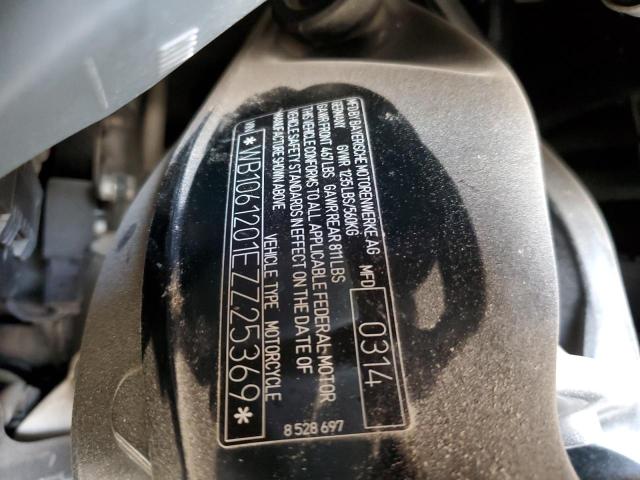 MFD BY BAYERISCHE MOTORENWERKE AG
GERMANY GVWR 1235 LBS/560KG
GAWR FRONT 467 LBS GAWR REAR 811 LBS
THIS VEHICLE CONFORMS TO ALL APPLICABLE FEDERAL-MOTOR
VEHICLE SAFETY STANDARDS IN EFFECT ON THE DATE OF
MANUFACTURE SHOWN ABOVE VEHICLE TYPE MOTORCYCLE
MFD 0314
VIN *WB1061201EZZ25369*
8 528 697